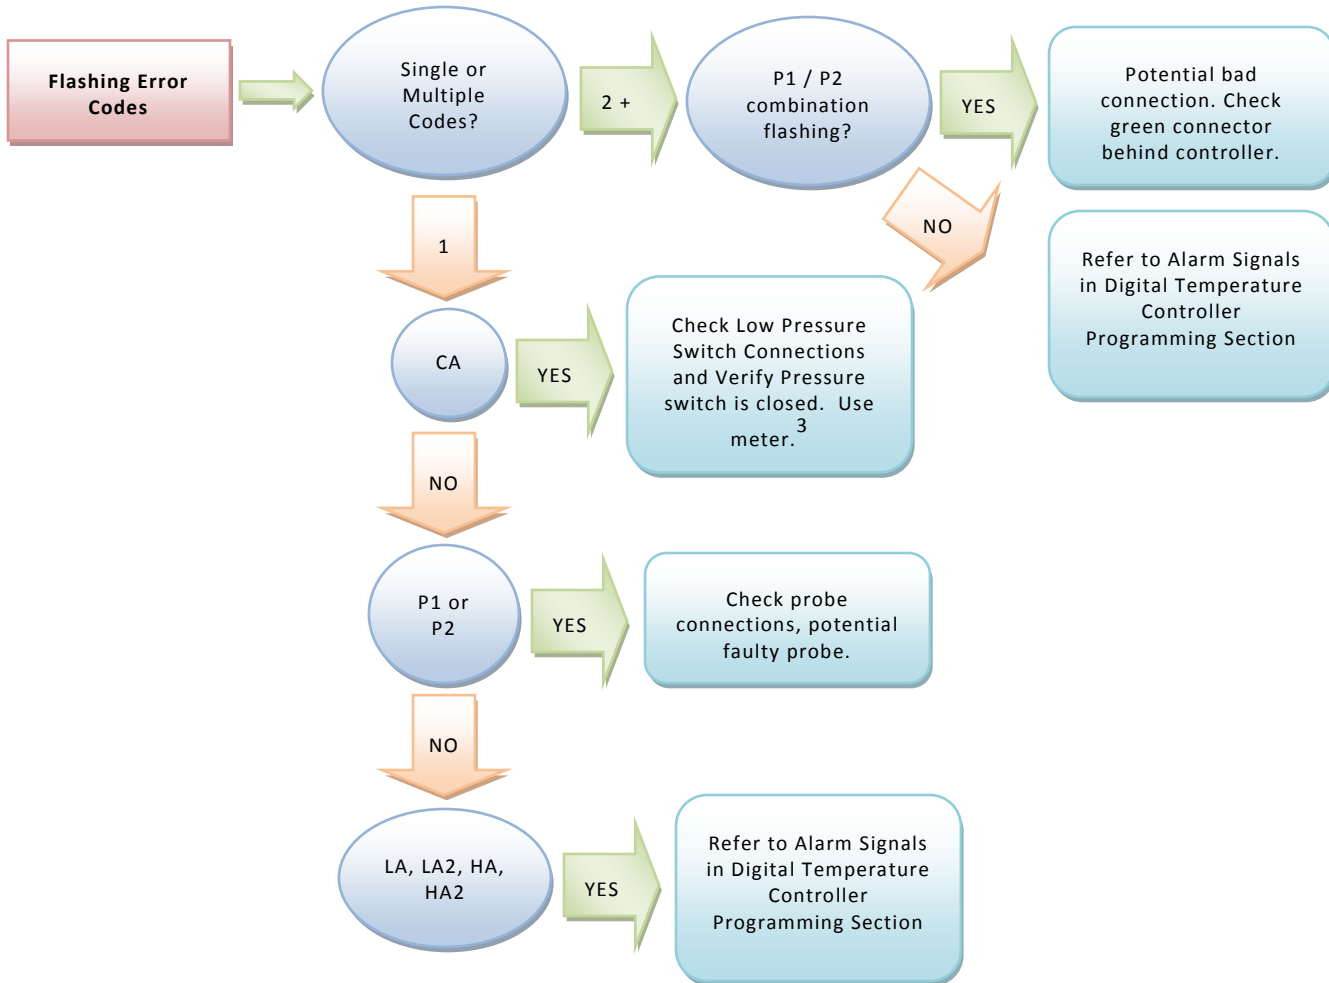 Flashing Error
Codes
Single or
Multiple
Codes?
2 +
P1 / P2
combination
flashing?
YES
Potential bad
connection. Check
green connector
behind controller.
NO
Refer to Alarm Signals
in Digital Temperature
Controller
Programming Section
1
CA
YES
Check Low Pressure
Switch Connections
and Verify Pressure
switch is closed. Use
meter.3
NO
P1 or
P2
YES
Check probe
connections, potential
faulty probe.
NO
LA, LA2, HA,
HA2
YES
Refer to Alarm Signals
in Digital Temperature
Controller
Programming Section